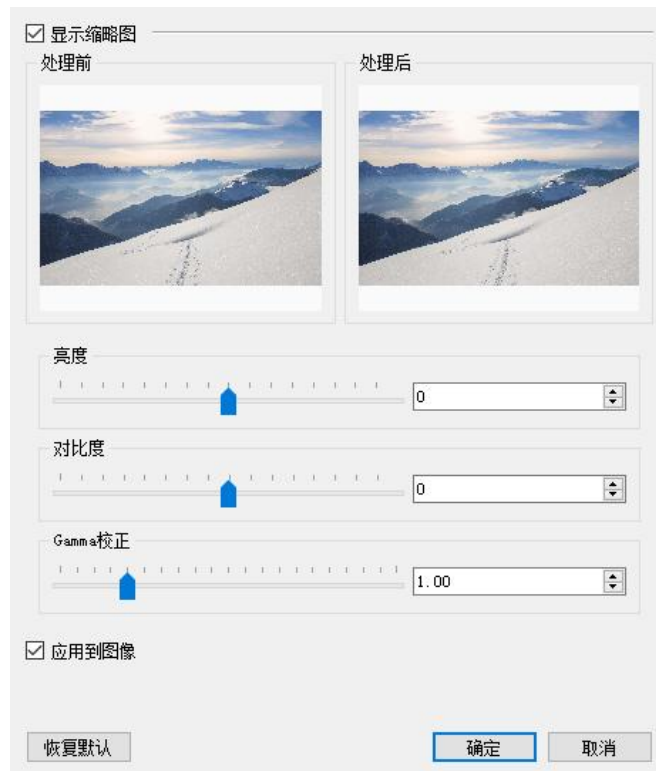 显示缩略图
处理前
处理后
亮度
0
对比度
0
Gamma校正
1.00
应用到图像
恢复默认
确定
取消